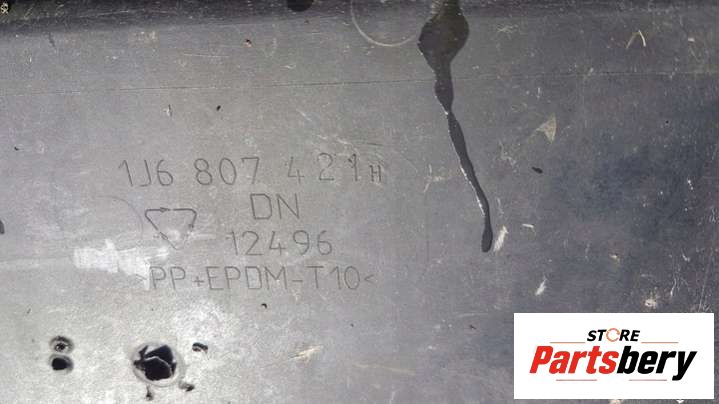 1J6 807 421 H
DN
12496
>PP+EPDM-T10<
STORE
Partsbery